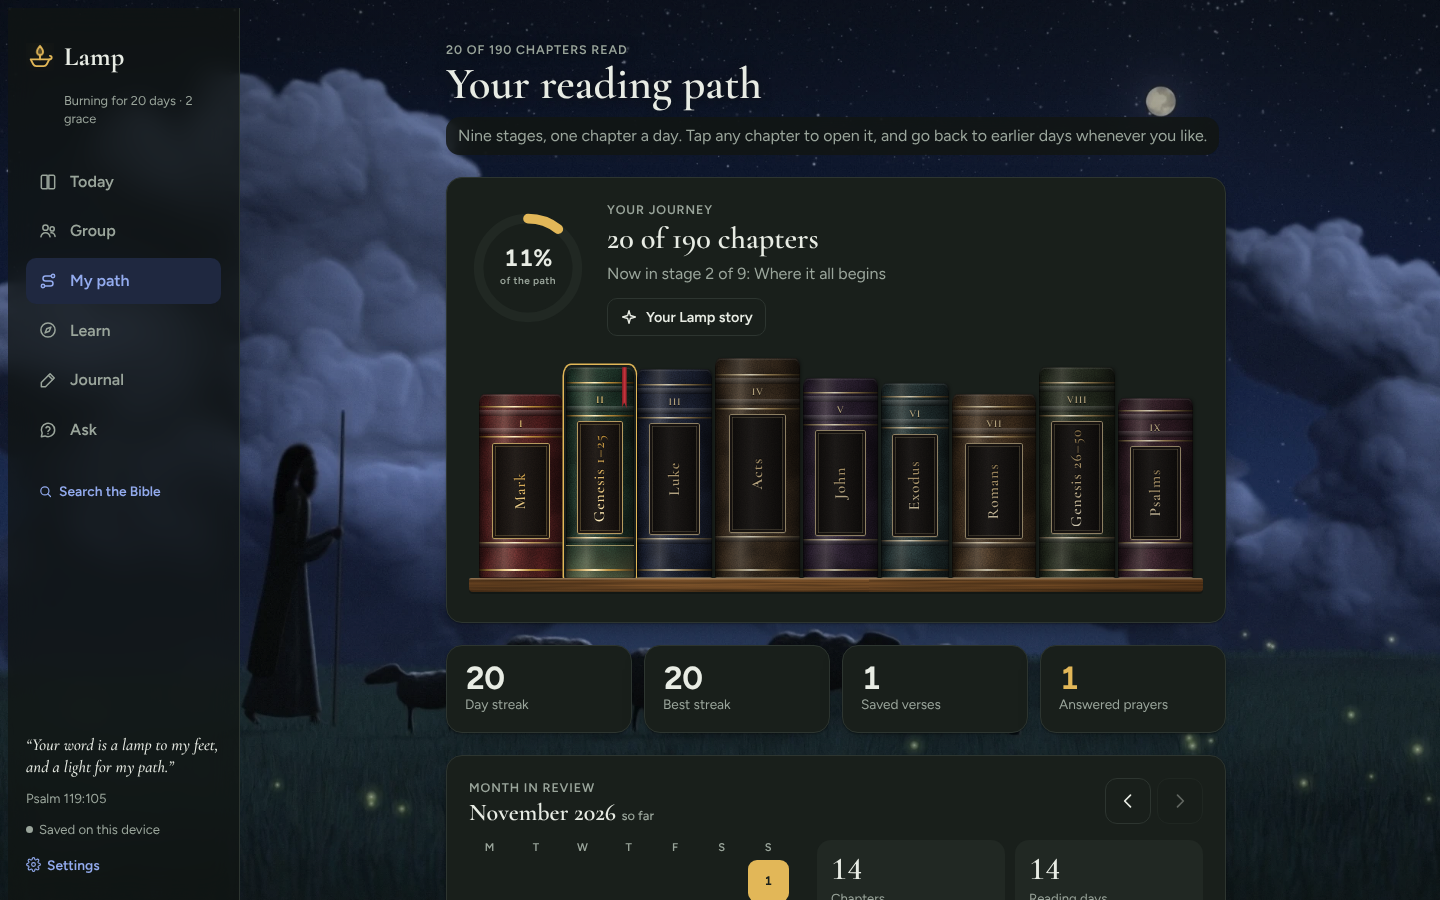 Lamp
Burning for 20 days · 2
grace
Today
Group
My path
Learn
Journal
Ask
Search the Bible
“Your word is a lamp to my feet,
and a light for my path.”
Psalm 119:105
Saved on this device
Settings
20 OF 190 CHAPTERS READ
Your reading path
Nine stages, one chapter a day. Tap any chapter to open it, and go back to earlier days whenever you like.
11%
of the path
YOUR JOURNEY
20 of 190 chapters
Now in stage 2 of 9: Where it all begins
Your Lamp story
I
Mark
II
Genesis 1–25
III
Luke
IV
Acts
V
John
VI
Exodus
VII
Romans
VIII
Genesis 26–50
IX
Psalms
20
Day streak
20
Best streak
1
Saved verses
1
Answered prayers
MONTH IN REVIEW
November 2026 so far
M T W T F S S
1
14
Chapters
14
Reading days